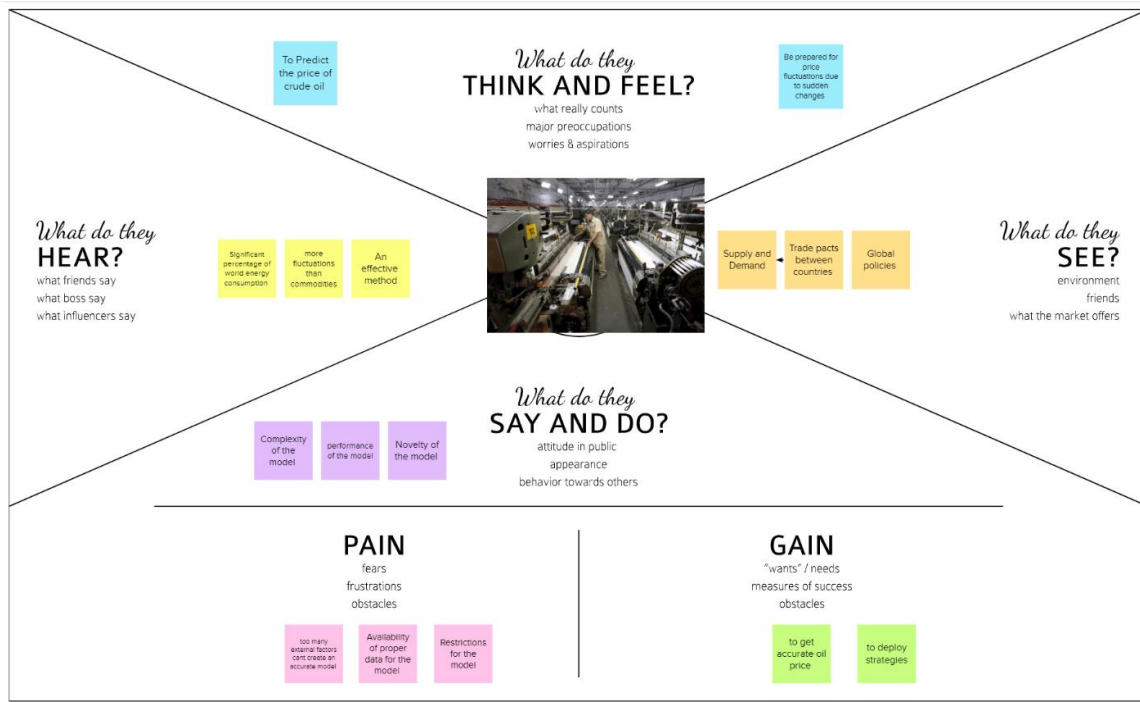 To Predict
the price of
crude oil
What do they
THINK AND FEEL?
what really counts
major preoccupations
worries & aspirations
Be prepared for
price
fluctuations due
to sudden
changes
What do they
HEAR?
what friends say
what boss say
what influencers say
Significant
percentage of
world energy
consumption
more
fluctuations
than
commodities
An
effective
method
Supply and
Demand
Trade pacts
between
countries
Global
policies
What do they
SEE?
environment
friends
what the market offers
What do they
SAY AND DO?
attitude in public
appearance
behavior towards others
Complexity
of the
model
performance
of the model
Novelty of
the model
PAIN
fears
frustrations
obstacles
too many
external factors
cant create an
accurate model
Availability
of proper
data for the
model
Restrictions
for the
model
GAIN
"wants" / needs
measures of success
obstacles
to get
accurate oil
price
to deploy
strategies